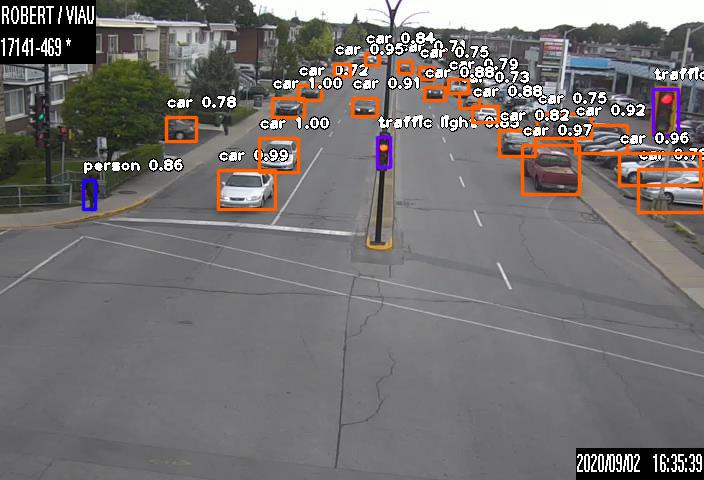 ROBERT / VIAU
17141-469 *
car 0.84
car 0.95
car 0.75
car 0.72
car 0.79
car 0.88
car 0.73
car 1.00
car 0.91
car 0.88
car 0.78
car 0.75
car 0.92
traffic
car 1.00
traffic light
car 0.82
car 0.97
car 0.96
person 0.86
car 0.99
2020/09/02 16:35:39